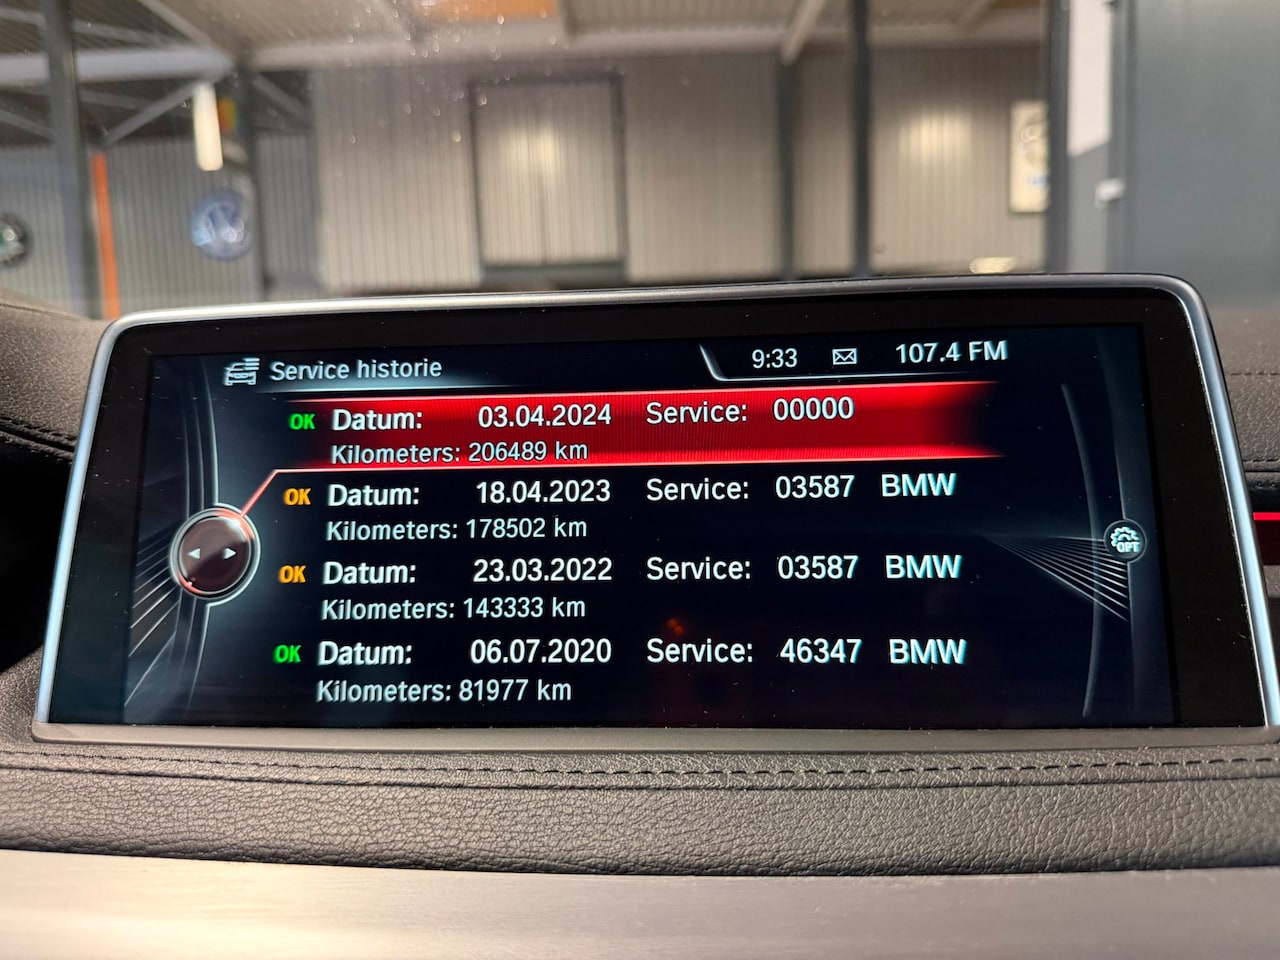 Service historie 9:33 107.4 FM
OK Datum: 03.04.2024 Service: 00000
Kilometers: 206489 km
OK Datum: 18.04.2023 Service: 03587 BMW
Kilometers: 178502 km
OK Datum: 23.03.2022 Service: 03587 BMW
Kilometers: 143333 km
OK Datum: 06.07.2020 Service: 46347 BMW
Kilometers: 81977 km
OPT